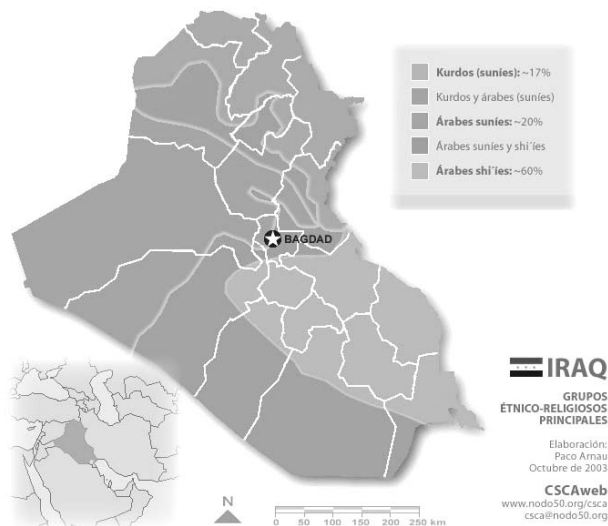 Kurdos (suníes): ~17%
Kurdos y árabes (suníes)
Árabes suníes: ~20%
Árabes suníes y shi´íes
Árabes shi´íes: ~60%
BAGDAD
IRAQ
GRUPOS
ÉTNICO-RELIGIOSOS
PRINCIPALES
Elaboración:
Paco Arnau
Octubre de 2003
CSCAweb
www.nodo50.org/csca
csca@nodo50.org
N
0 50 100 150 200 250 km